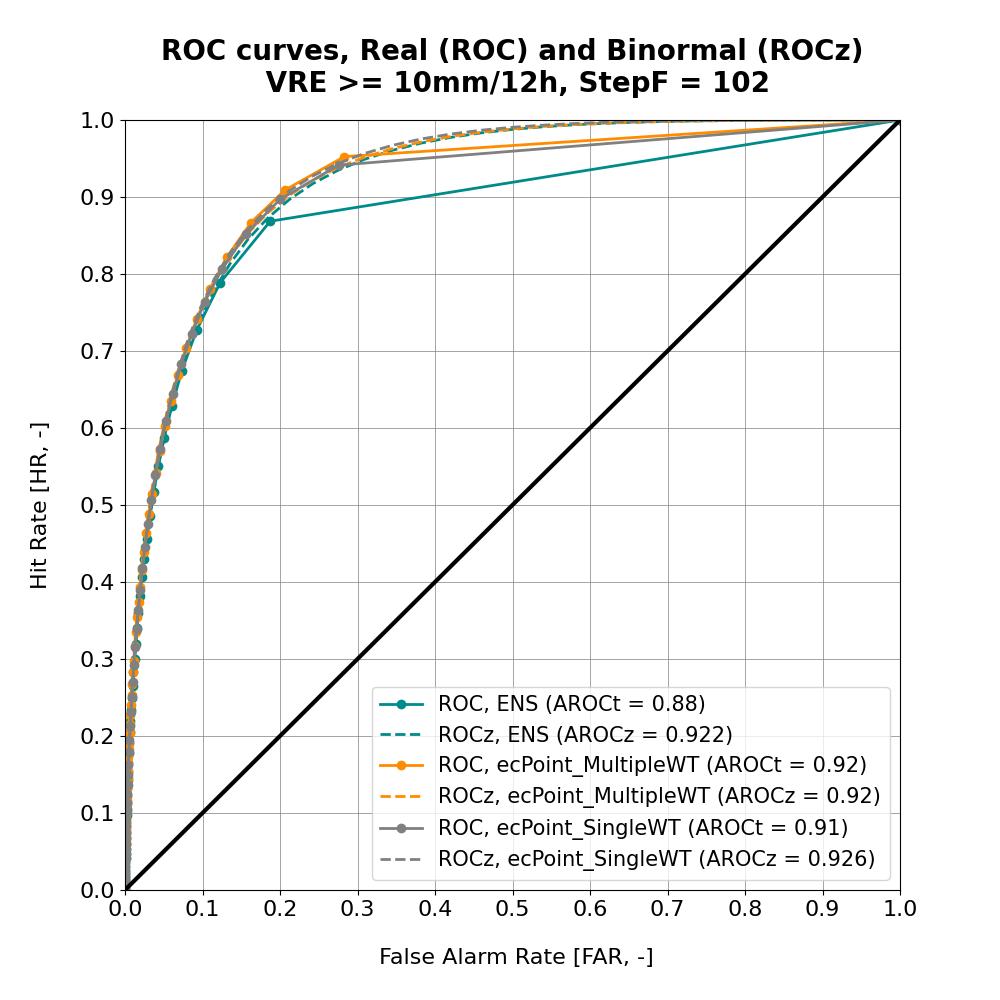 ROC curves, Real (ROC) and Binormal (ROCz)
VRE >= 10mm/12h, StepF = 102
1.0
0.9
0.8
0.7
0.6
0.5
0.4
0.3
0.2
0.1
0.0
Hit Rate [HR, -]
ROC, ENS (AROCt = 0.88)
ROCz, ENS (AROCz = 0.922)
ROC, ecPoint_MultipleWT (AROCt = 0.92)
ROCz, ecPoint_MultipleWT (AROCz = 0.92)
ROC, ecPoint_SingleWT (AROCt = 0.91)
ROCz, ecPoint_SingleWT (AROCz = 0.926)
0.0 0.1 0.2 0.3 0.4 0.5 0.6 0.7 0.8 0.9 1.0
False Alarm Rate [FAR, -]